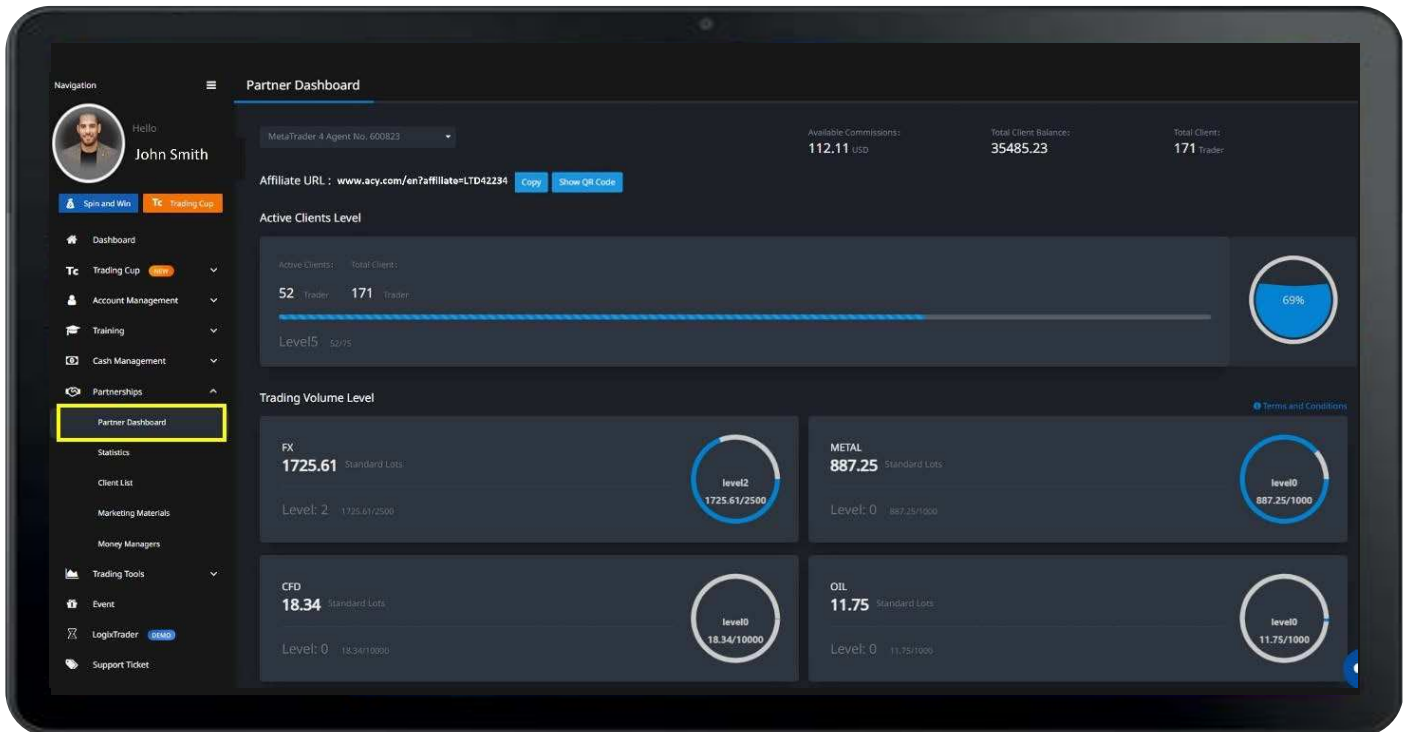 Navigation
Hello
John Smith
Spin and Win
Tc Trading Cup
Dashboard
Tc Trading Cup NEW
Account Management
Training
Cash Management
Partnerships
Partner Dashboard
Statistics
Client List
Marketing Materials
Money Managers
Trading Tools
Event
LogixTrader DEMO
Support Ticket
Partner Dashboard
MetaTrader 4 Agent No. 600823
Available Commissions:
112.11 USD
Total Client Balance:
35485.23
Total Client:
171 Trader
Affiliate URL : www.acy.com/en?affiliate=LTD42234 Copy Show QR Code
Active Clients Level
Active Clients: Total Client:
52 Trader 171 Trader
Level5 52/75
69%
Trading Volume Level
Terms and Conditions
FX
1725.61 Standard Lots
Level: 2 1725.61/2500
level2
1725.61/2500
METAL
887.25 Standard Lots
Level: 0 887.25/1000
level0
887.25/1000
CFD
18.34 Standard Lots
Level: 0 18.34/10000
level0
18.34/10000
OIL
11.75 Standard Lots
Level: 0 11.75/1000
level0
11.75/1000